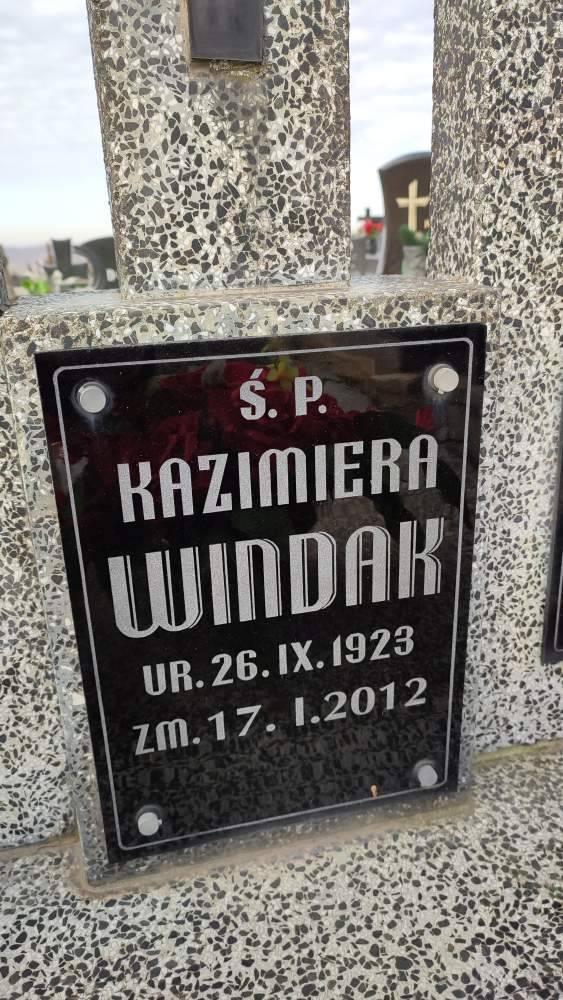 Ś. P.
KAZIMIERA
WINDAK
UR. 26. IX. 1923
ZM. 17. I. 2012